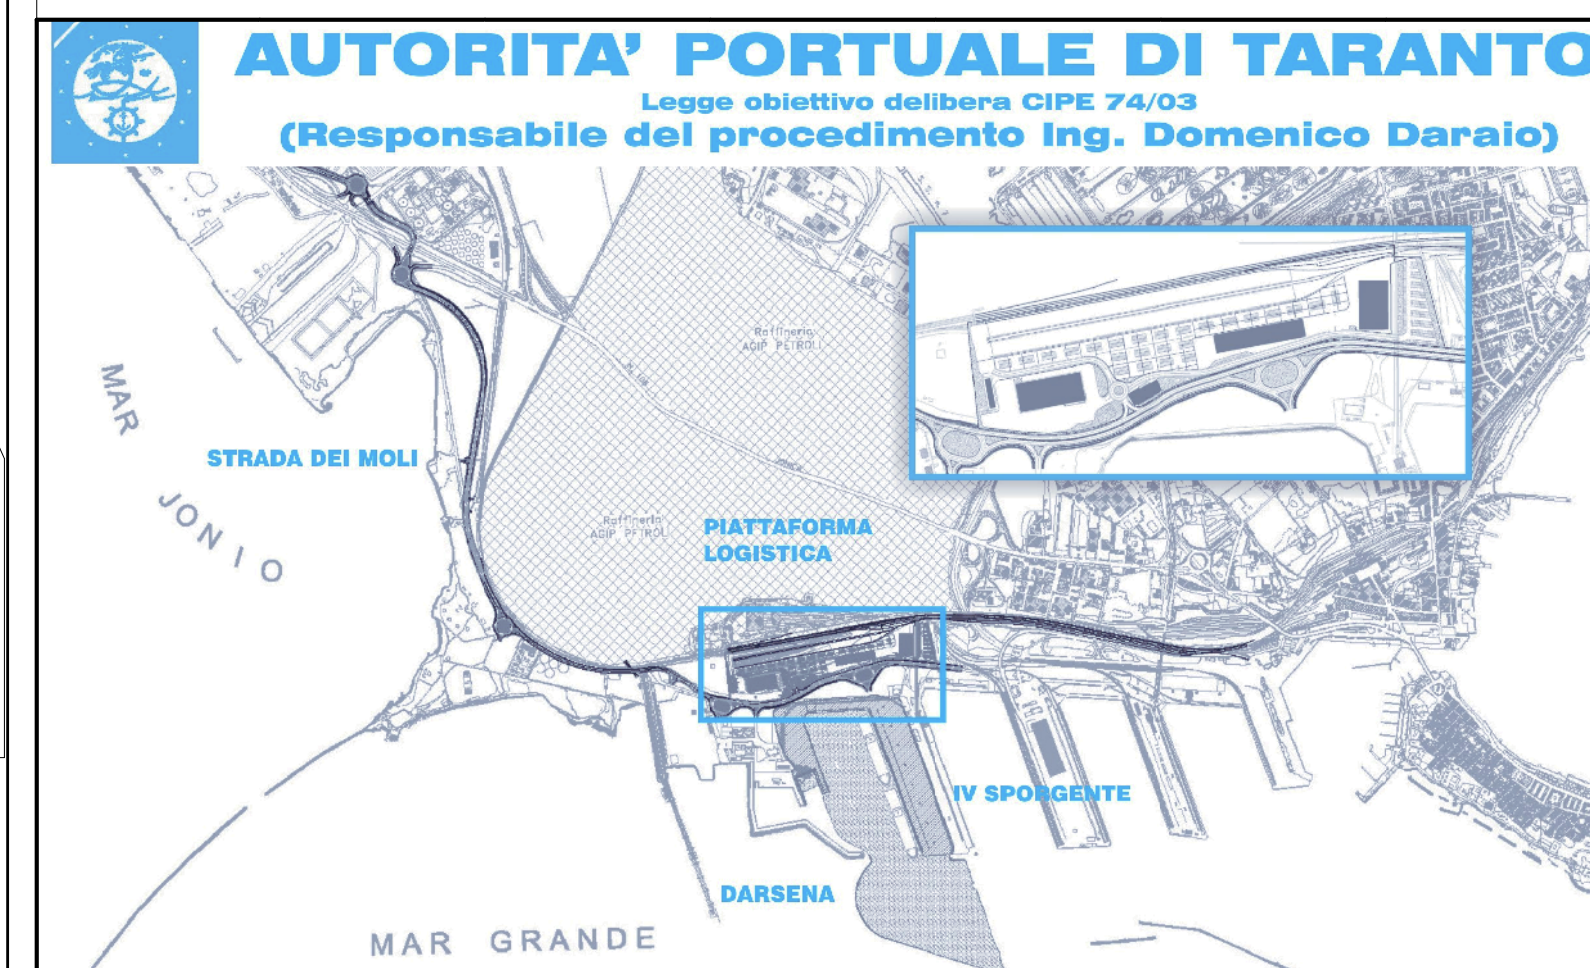 AUTORITA' PORTUALE DI TARANTO
Legge obiettivo delibera CIPE 74/03
(Responsabile del procedimento Ing. Domenico Daraio)
Raffineria
AGIP PETROLI
MAR
JONIO
STRADA DEI MOLI
Raffineria
AGIP PETROLI
PIATTAFORMA
LOGISTICA
IV SPORGENTE
DARSENA
MAR GRANDE